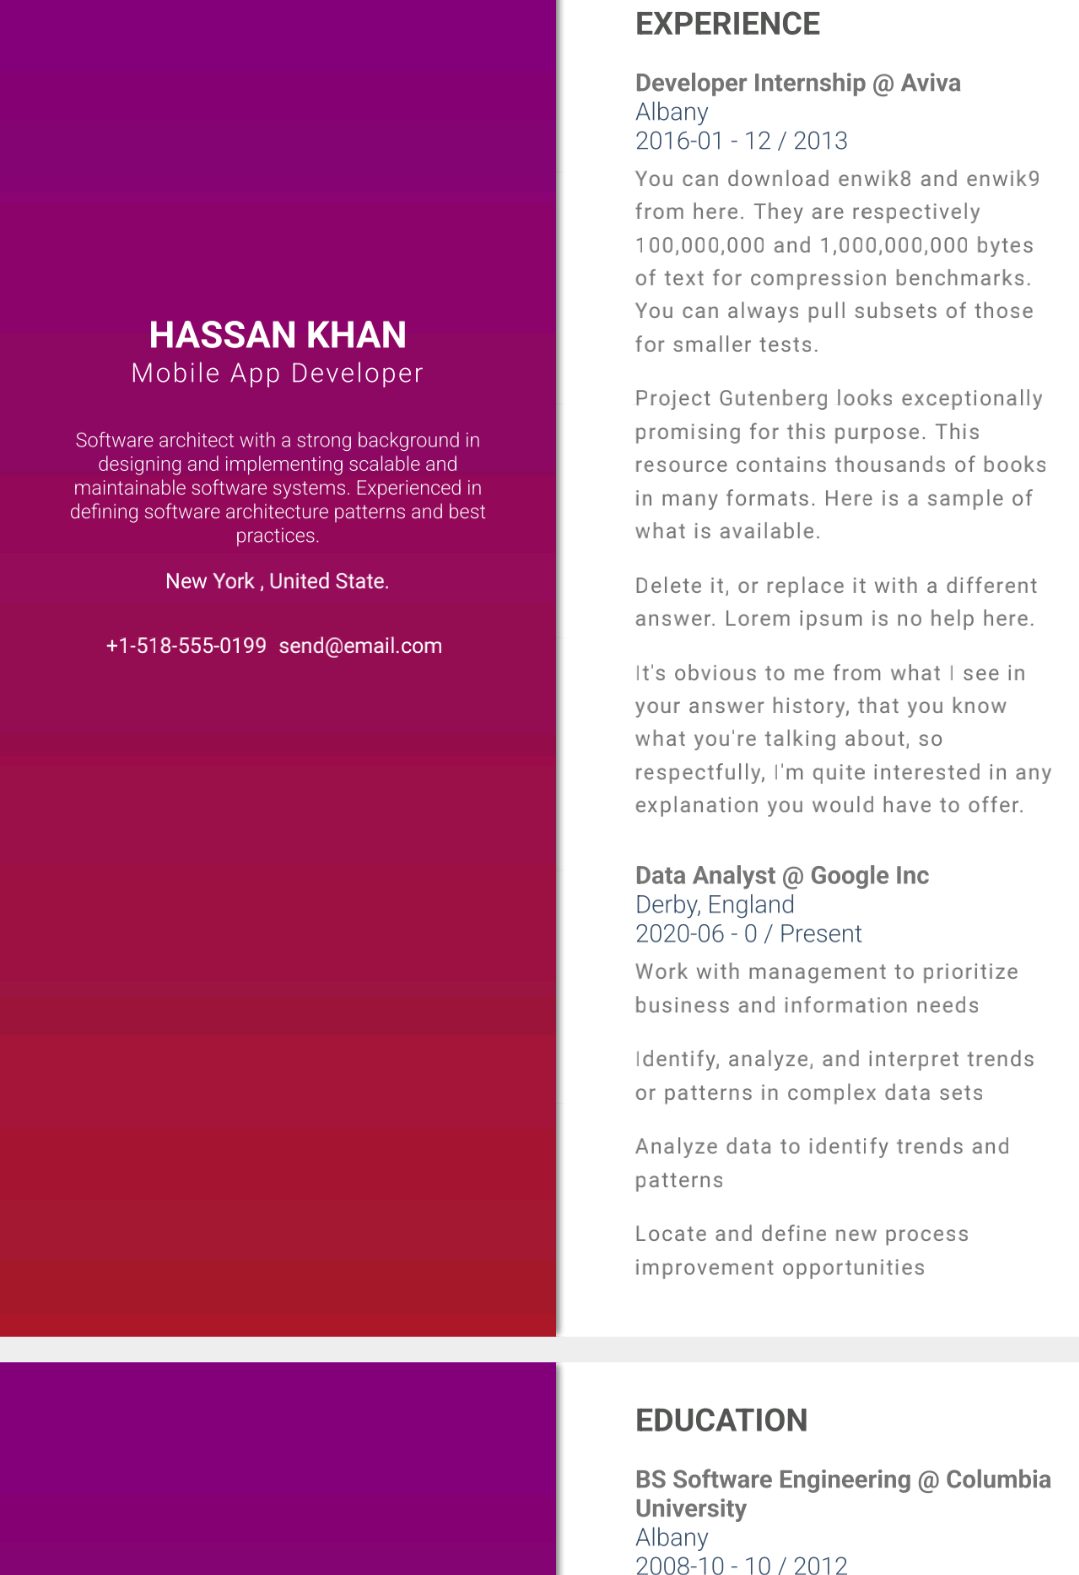 HASSAN KHAN
Mobile App Developer
Software architect with a strong background in
designing and implementing scalable and
maintainable software systems. Experienced in
defining software architecture patterns and best
practices.
New York , United State.
+1-518-555-0199 send@email.com
EXPERIENCE
Developer Internship @ Aviva
Albany
2016-01 - 12 / 2013
You can download enwik8 and enwik9
from here. They are respectively
100,000,000 and 1,000,000,000 bytes
of text for compression benchmarks.
You can always pull subsets of those
for smaller tests.
Project Gutenberg looks exceptionally
promising for this purpose. This
resource contains thousands of books
in many formats. Here is a sample of
what is available.
Delete it, or replace it with a different
answer. Lorem ipsum is no help here.
It's obvious to me from what I see in
your answer history, that you know
what you're talking about, so
respectfully, I'm quite interested in any
explanation you would have to offer.
Data Analyst @ Google Inc
Derby, England
2020-06 - 0 / Present
Work with management to prioritize
business and information needs
Identify, analyze, and interpret trends
or patterns in complex data sets
Analyze data to identify trends and
patterns
Locate and define new process
improvement opportunities
EDUCATION
BS Software Engineering @ Columbia
University
Albany
2008-10 - 10 / 2012